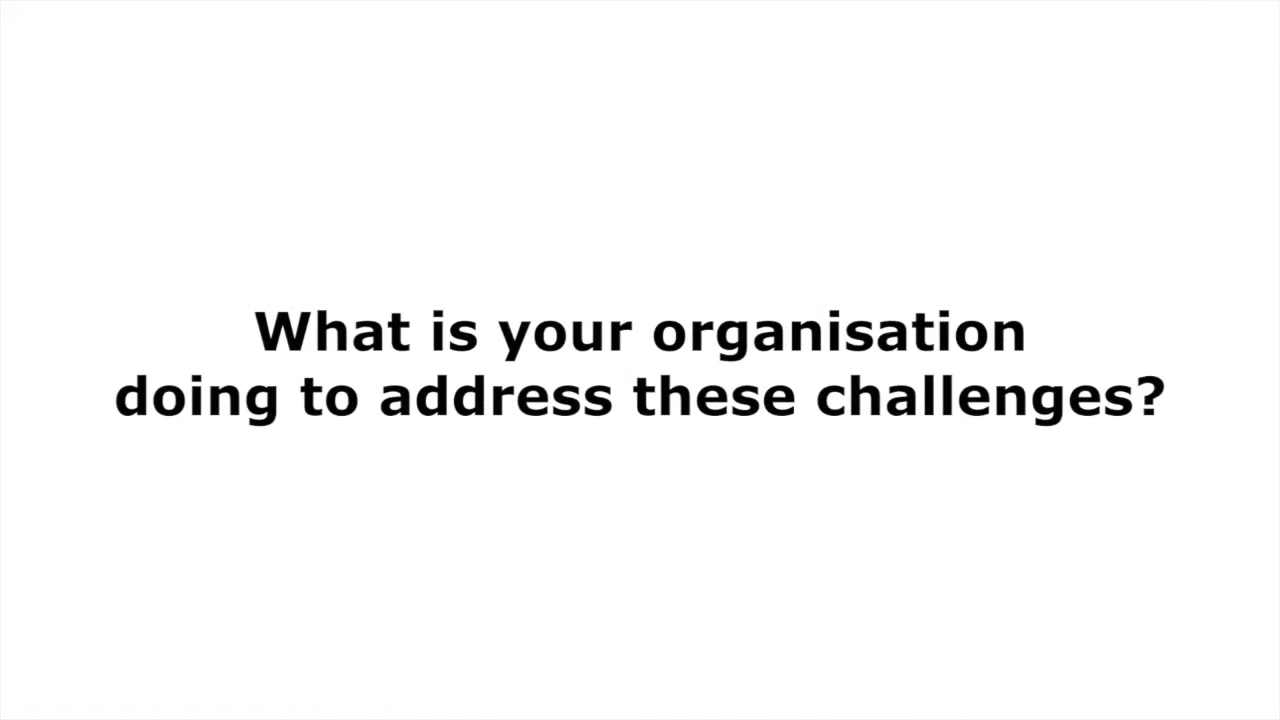 What is your organisation
doing to address these challenges?